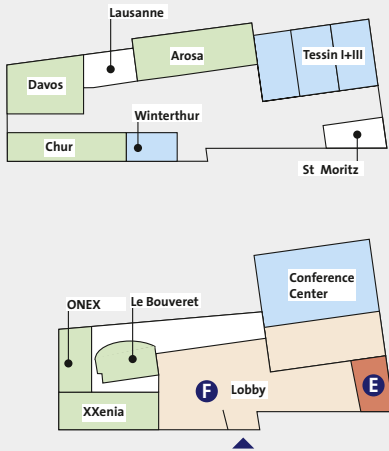 Lausanne
Arosa
Tessin I+III
Davos
Winterthur
Chur
St Moritz
Conference
Center
ONEX
Le Bouveret
F Lobby
E
XXenia